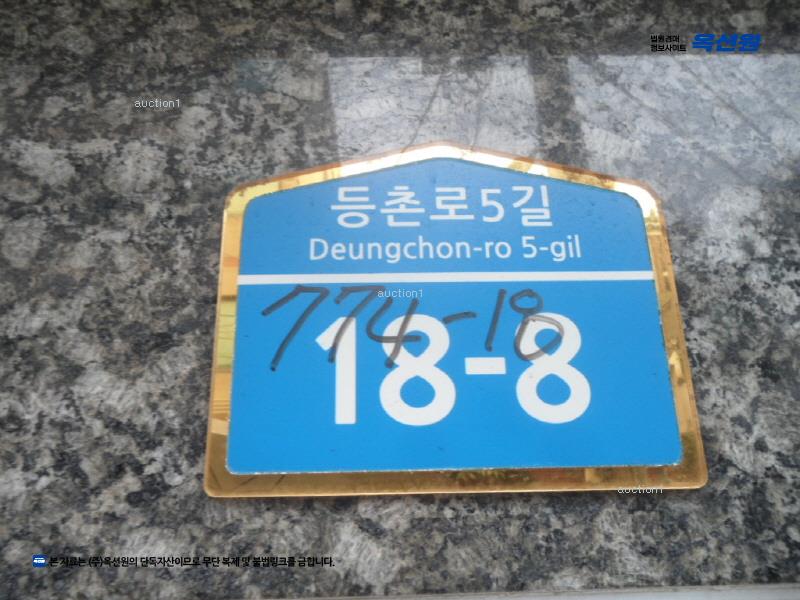 법원경매
정보사이트 옥션원
auction1
등촌로5길
Deungchon-ro 5-gil
auction1
774-18
18-8
auction1
본 자료는 (주)옥션원의 단독자산이므로 무단 복제 및 불법링크를 금합니다.